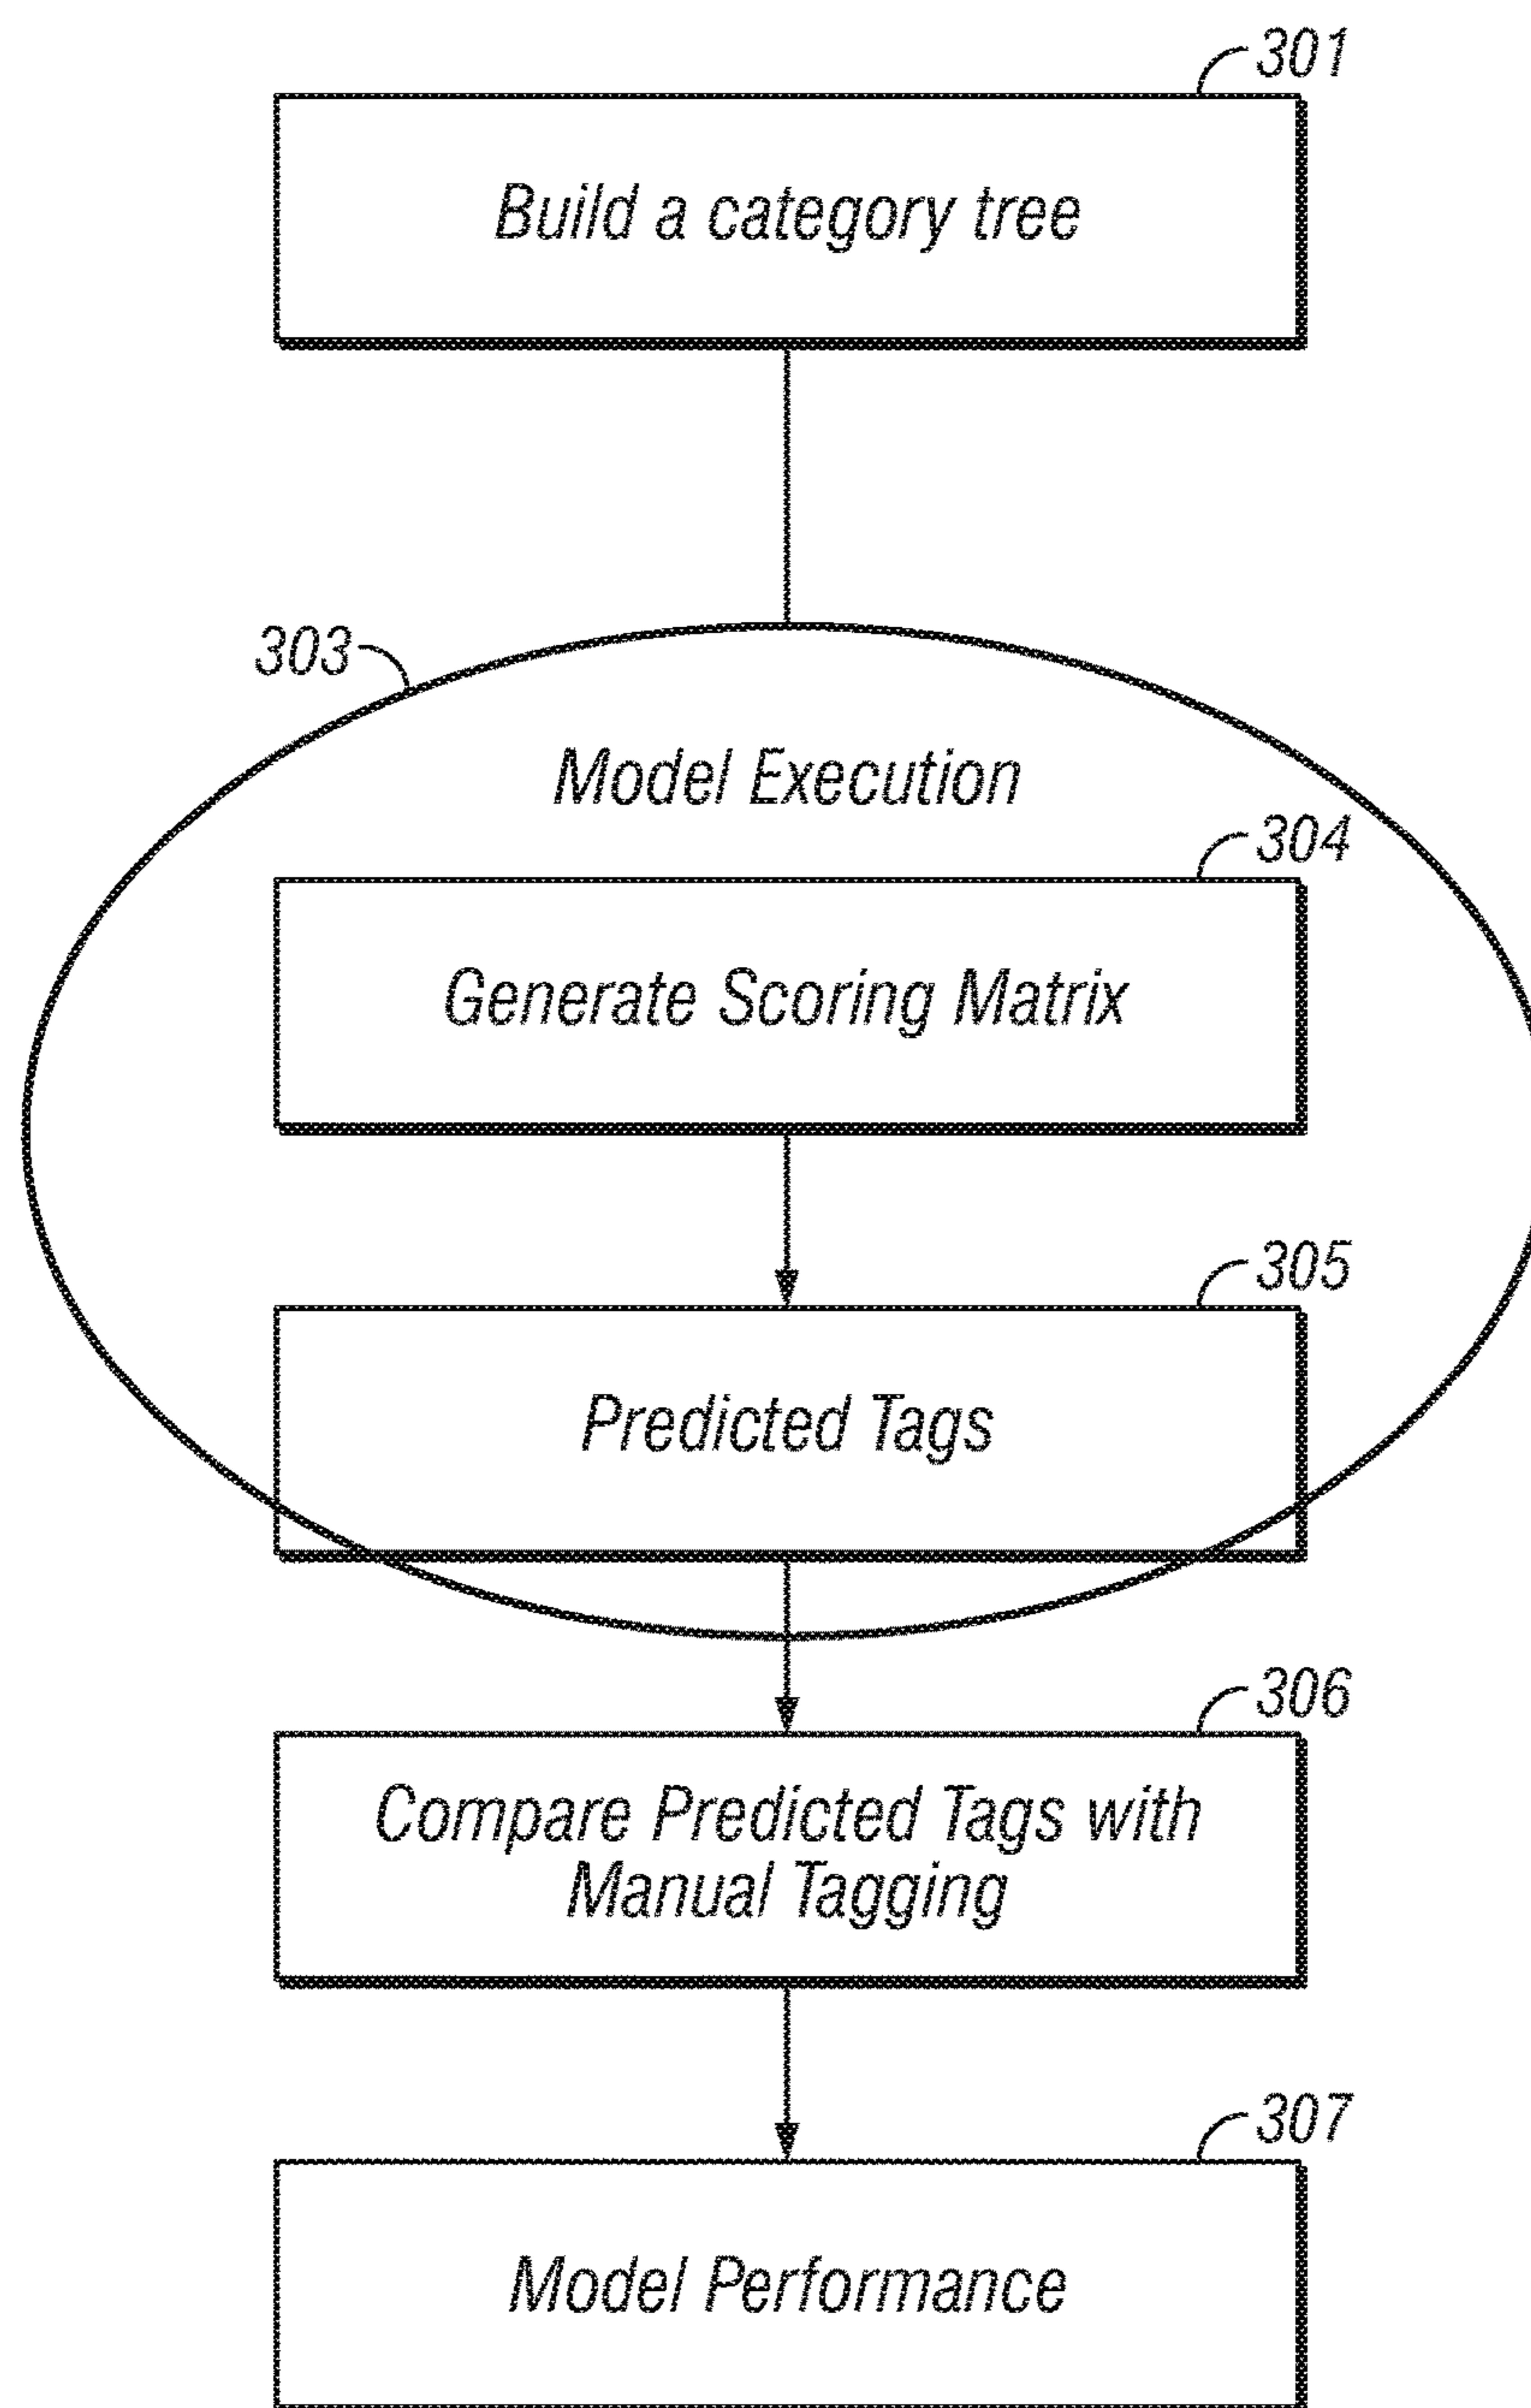 301
Build a category tree
303
Model Execution
304
Generate Scoring Matrix
305
Predicted Tags
306
Compare Predicted Tags with
Manual Tagging
307
Model Performance